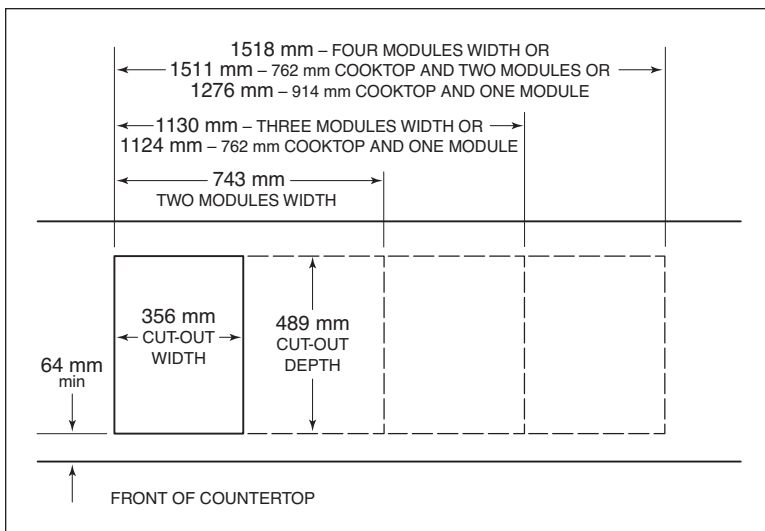 1518 mm – FOUR MODULES WIDTH OR
1511 mm – 762 mm COOKTOP AND TWO MODULES OR
1276 mm – 914 mm COOKTOP AND ONE MODULE
1130 mm – THREE MODULES WIDTH OR
1124 mm – 762 mm COOKTOP AND ONE MODULE
743 mm
TWO MODULES WIDTH
356 mm
CUT-OUT
WIDTH
489 mm
CUT-OUT
DEPTH
64 mm
min
FRONT OF COUNTERTOP